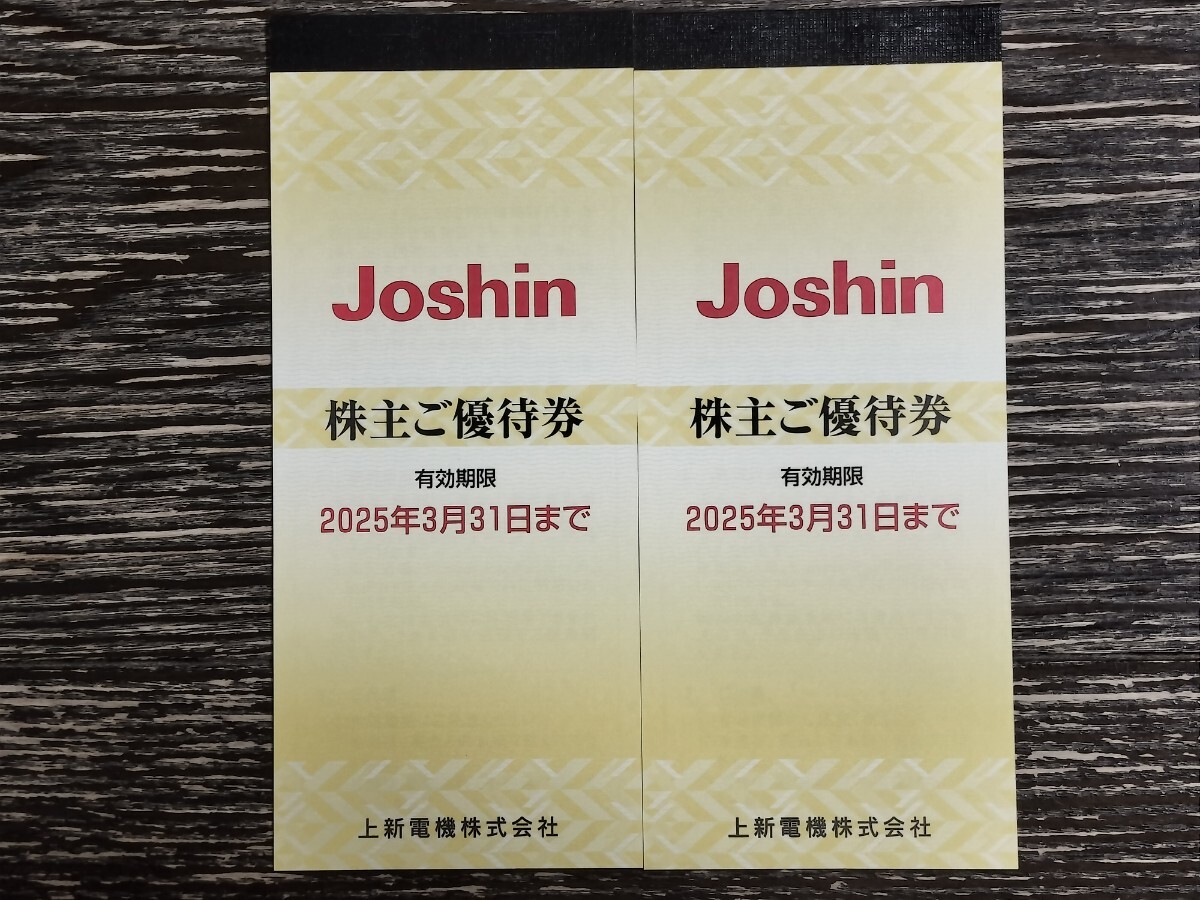 Joshin
株主ご優待券
有効期限
2025年3月31日まで
上新電機株式会社
Joshin
株主ご優待券
有効期限
2025年3月31日まで
上新電機株式会社